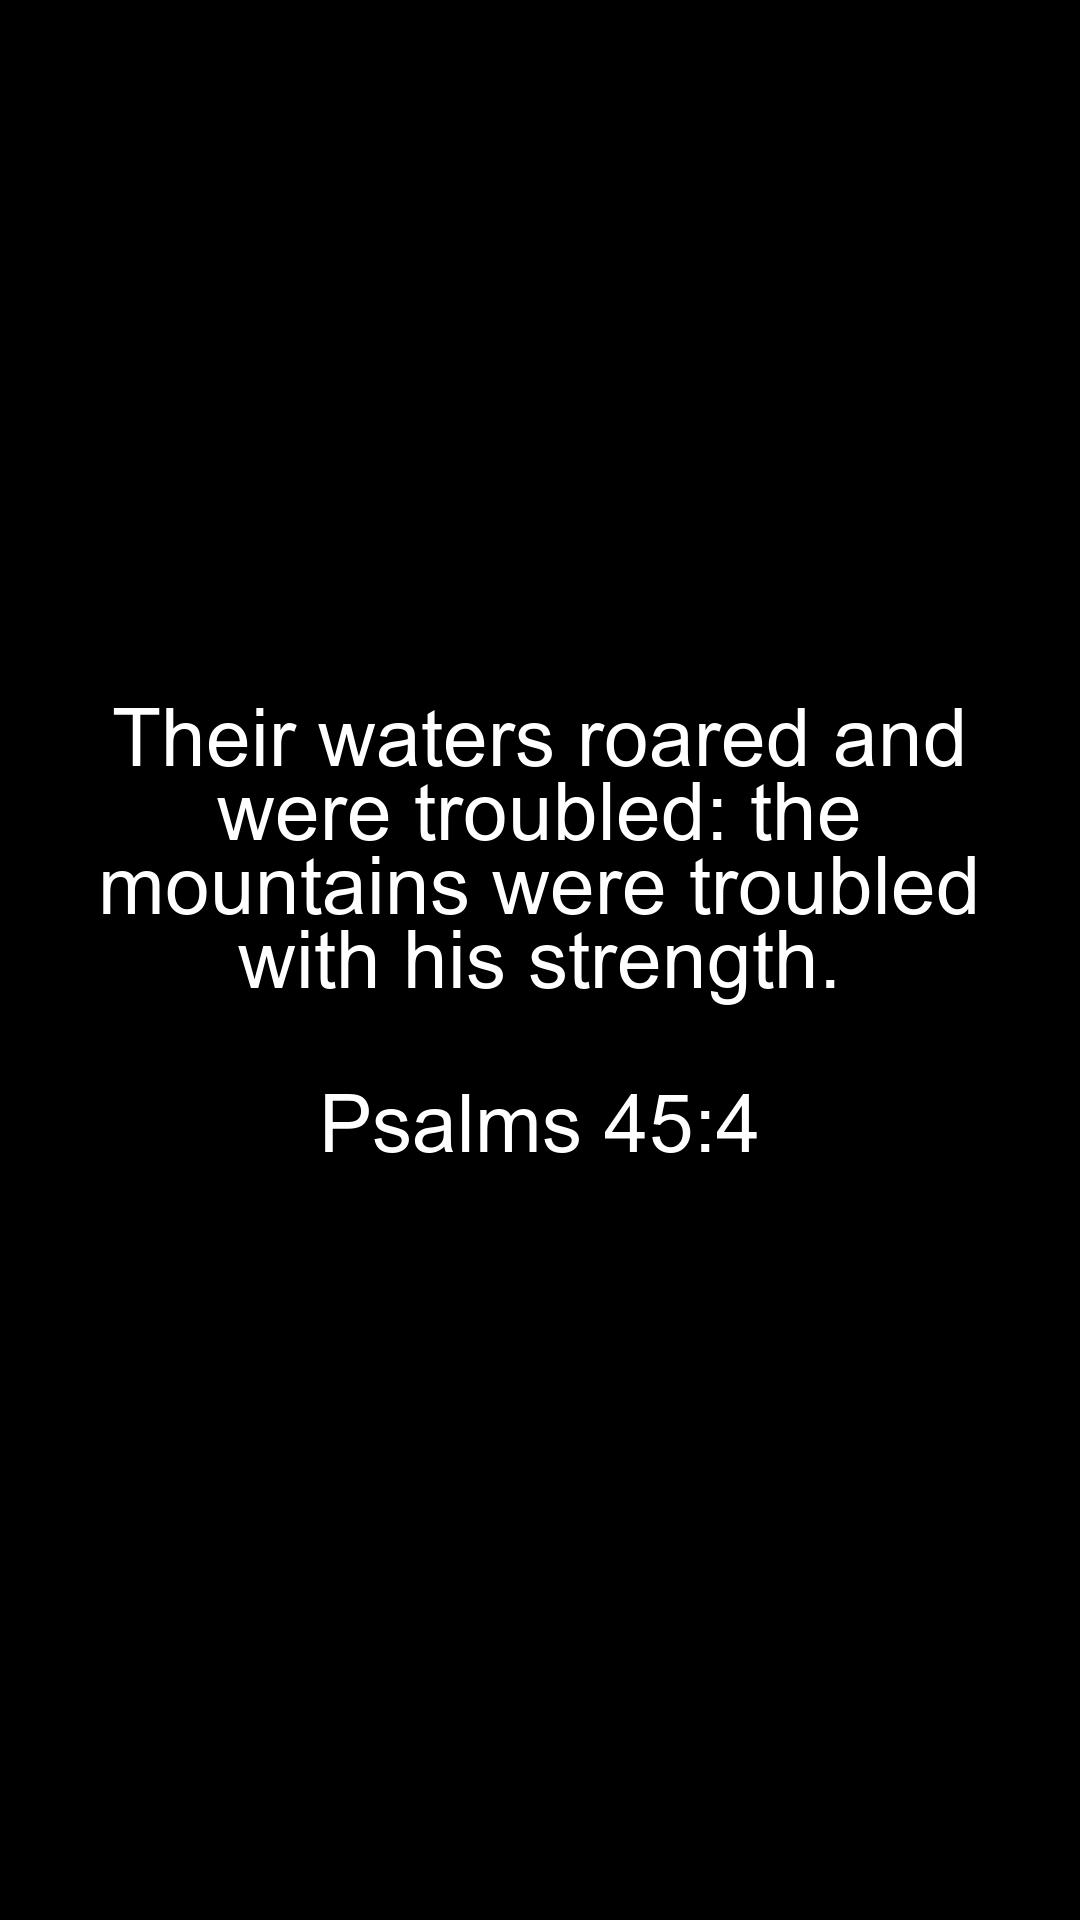 Their waters roared and
were troubled: the
mountains were troubled
with his strength.
Psalms 45:4